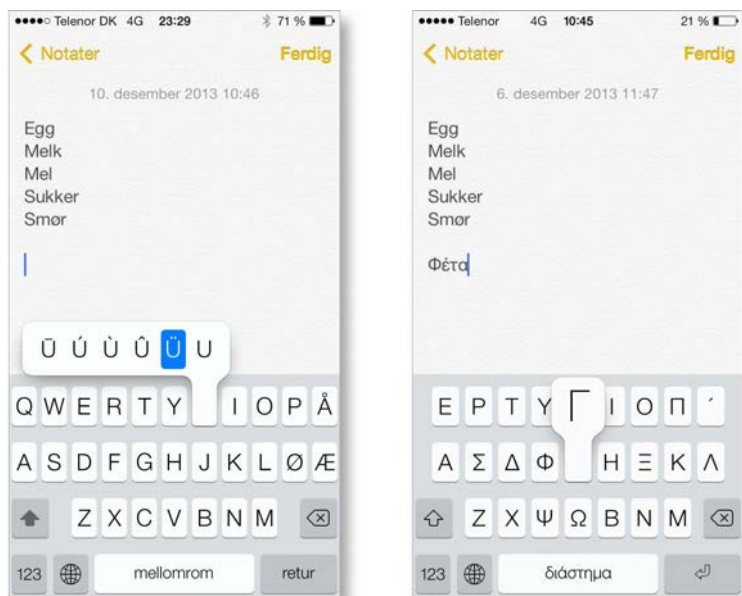 Telenor DK 4G 23:29 71 %
Notater Ferdig
10. desember 2013 10:46
Egg
Melk
Mel
Sukker
Smør
Ū Ú Ù Û Ü U
Q W E R T Y I O P Å
A S D F G H J K L Ø Æ
Z X C V B N M
123 mellomrom retur
Telenor 4G 10:45 21 %
Notater Ferdig
6. desember 2013 11:47
Egg
Melk
Mel
Sukker
Smør
Φέτα
Ε Ρ Τ Υ Ι Ο Π ´
Γ
Α Σ Δ Φ Η Ξ Κ Λ
Ζ Χ Ψ Ω Β Ν Μ
123 διάστημα